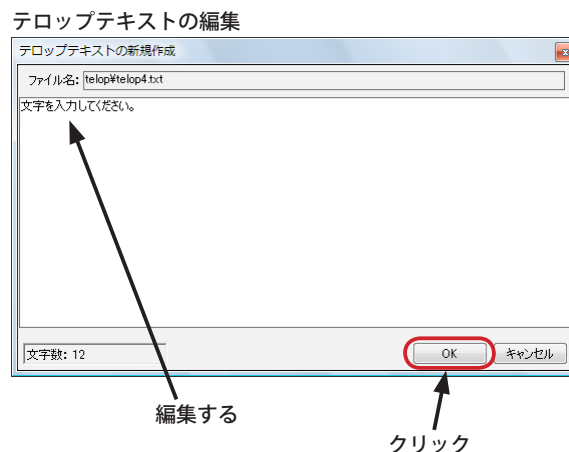 テロップテキストの編集
テロップテキストの新規作成
ファイル名: telop¥telop4.txt
文字を入力してください。
文字数: 12
OK キャンセル
編集する
クリック